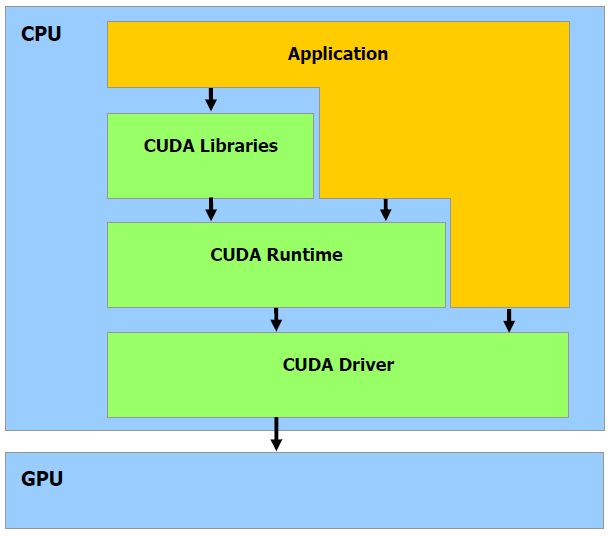 CPU
Application
CUDA Libraries
CUDA Runtime
CUDA Driver
GPU